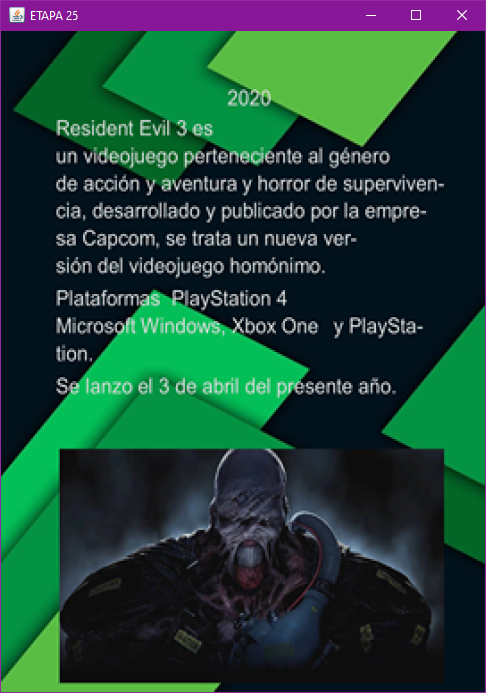 ETAPA 25
2020
Resident Evil 3 es
un videojuego perteneciente al género
de acción y aventura y horror de superviven-
cia, desarrollado y publicado por la empre-
sa Capcom, se trata un nueva ver-
sión del videojuego homónimo.
Plataformas PlayStation 4
Microsoft Windows, Xbox One y PlaySta-
tion.
Se lanzo el 3 de abril del presente año.